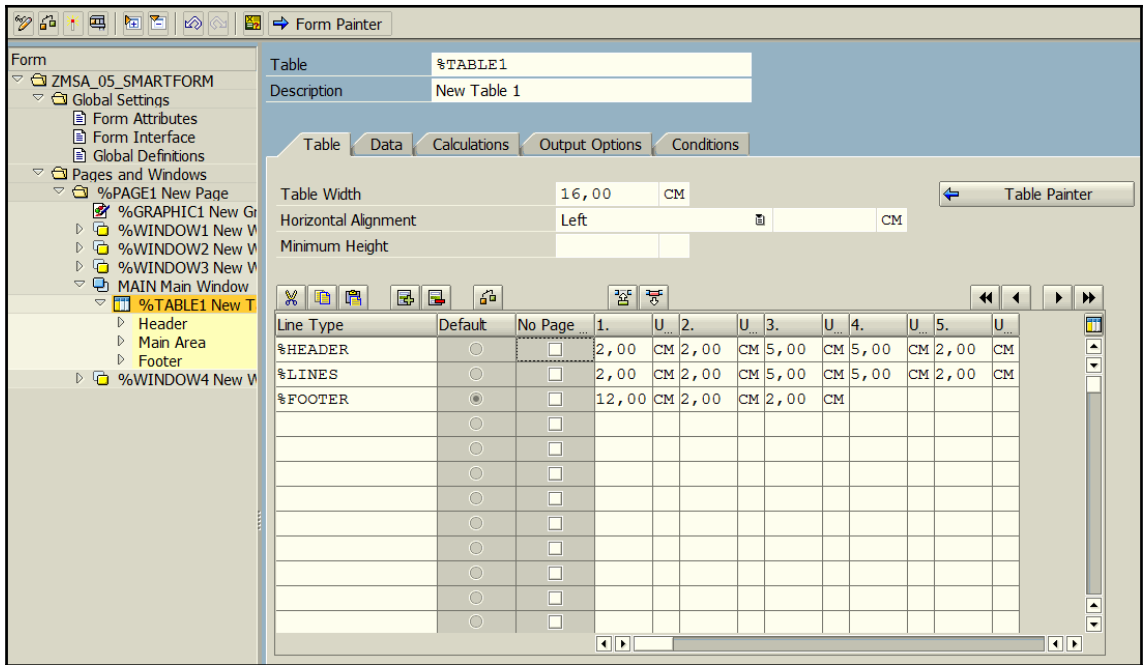 Form Painter
Form
ZMSA_05_SMARTFORM
Global Settings
Form Attributes
Form Interface
Global Definitions
Pages and Windows
%PAGE1 New Page
%GRAPHIC1 New Gr
%WINDOW1 New W
%WINDOW2 New W
%WINDOW3 New W
MAIN Main Window
%TABLE1 New T
Header
Main Area
Footer
%WINDOW4 New W
Table %TABLE1
Description New Table 1
Table Data Calculations Output Options Conditions
Table Width 16,00 CM Table Painter
Horizontal Alignment Left CM
Minimum Height
Line Type Default No Page ... 1. U... 2. U... 3. U... 4. U... 5. U...
%HEADER 2,00 CM 2,00 CM 5,00 CM 5,00 CM 2,00 CM
%LINES 2,00 CM 2,00 CM 5,00 CM 5,00 CM 2,00 CM
%FOOTER 12,00 CM 2,00 CM 2,00 CM